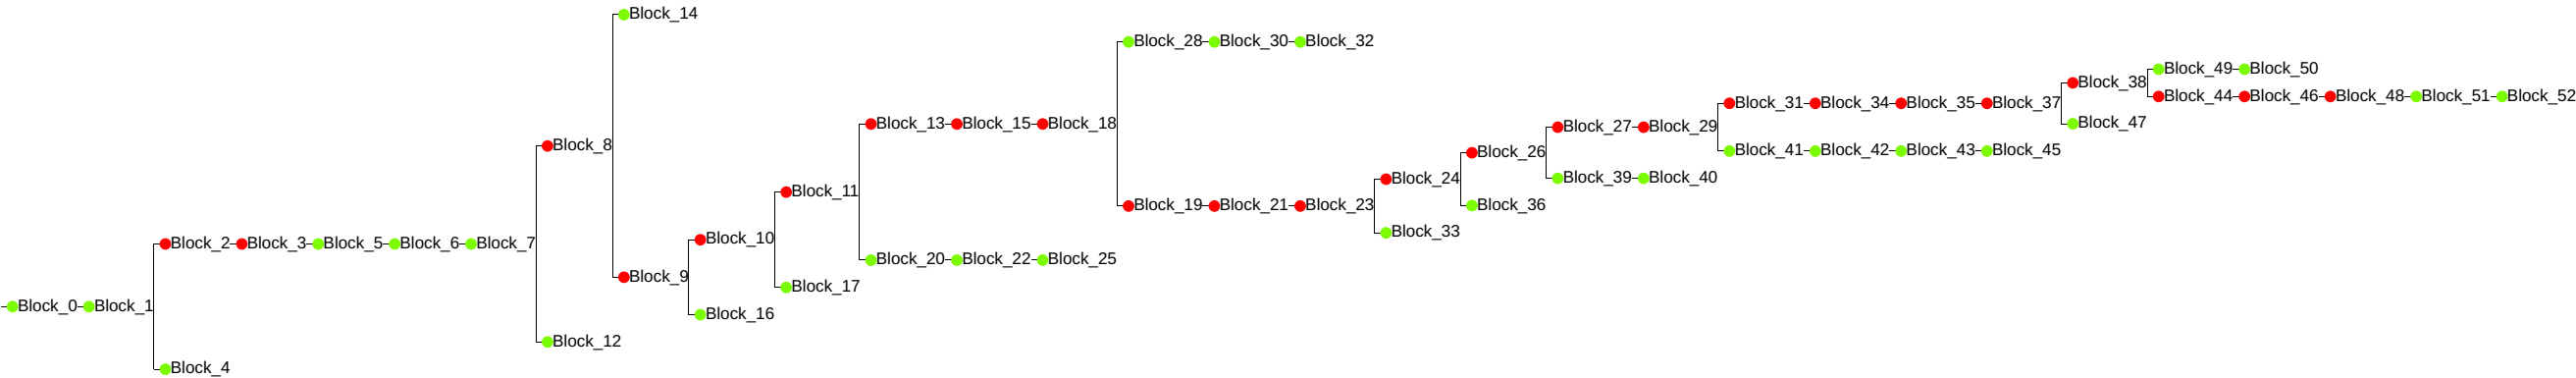 Block_14
Block_28 Block_30 Block_32
Block_49 Block_50
Block_38
Block_44 Block_46 Block_48 Block_51 Block_52
Block_31 Block_34 Block_35 Block_37
Block_13 Block_15 Block_18
Block_47
Block_27 Block_29
Block_8
Block_41 Block_42 Block_43 Block_45
Block_26
Block_24
Block_39 Block_40
Block_11
Block_19 Block_21 Block_23
Block_36
Block_33
Block_10
Block_2 Block_3 Block_5 Block_6 Block_7
Block_20 Block_22 Block_25
Block_9
Block_17
Block_0 Block_1
Block_16
Block_12
Block_4